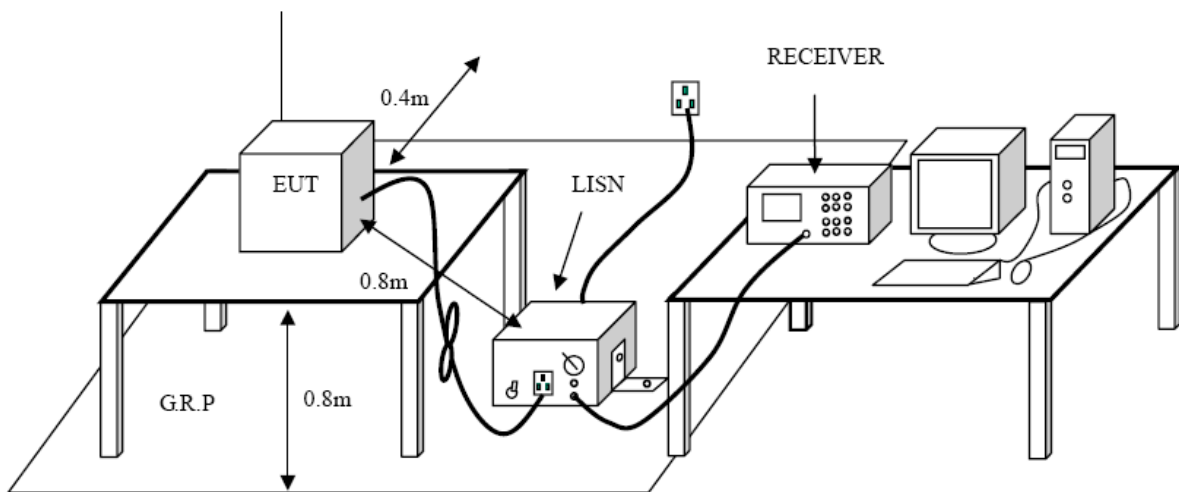 RECEIVER
0.4m
EUT
LISN
0.8m
G.R.P
0.8m